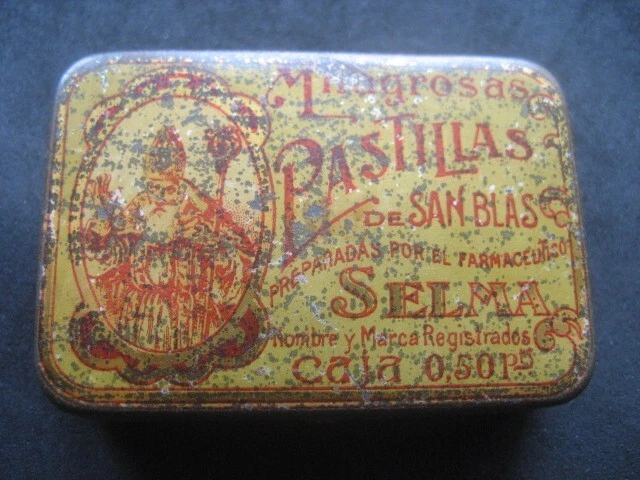 Milagrosas
PASTILLAS
DE SAN BLAS
PREPARADAS POR EL FARMACEUTICO
SELMA
Nombre y Marca Registrados
Caja 0,50 Pts